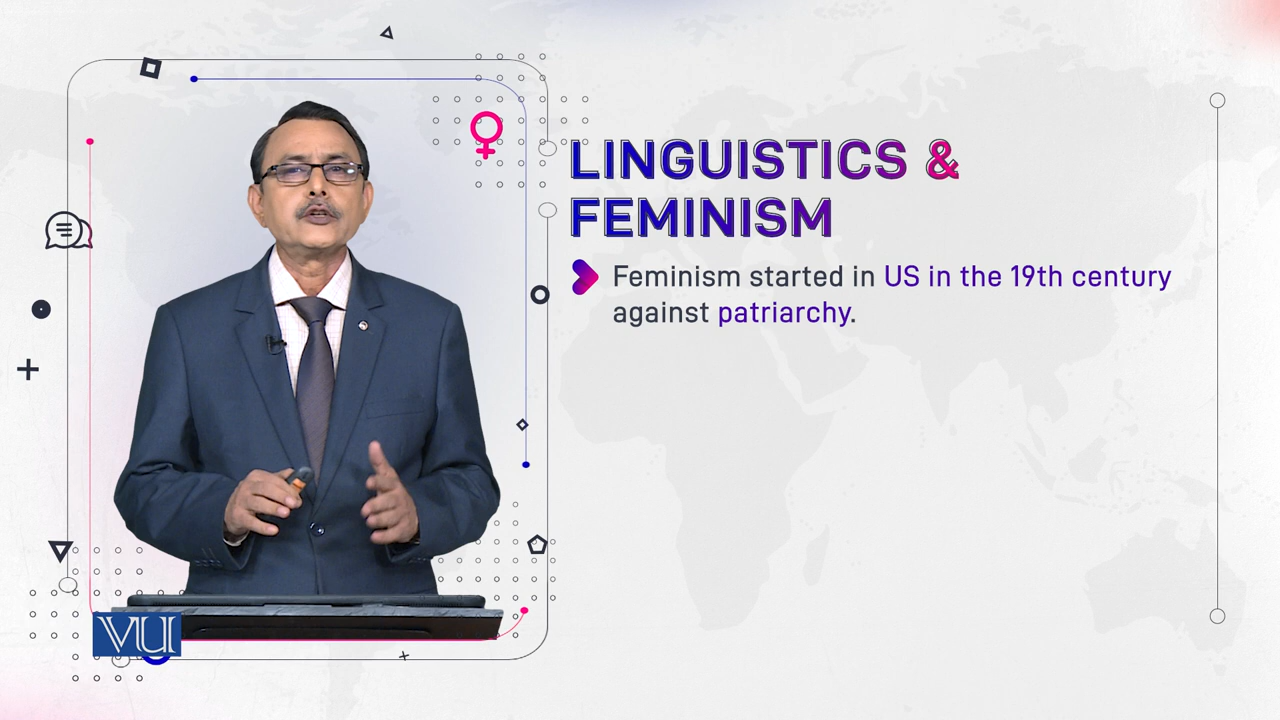 LINGUISTICS &
FEMINISM
Feminism started in US in the 19th century
against patriarchy.
VU